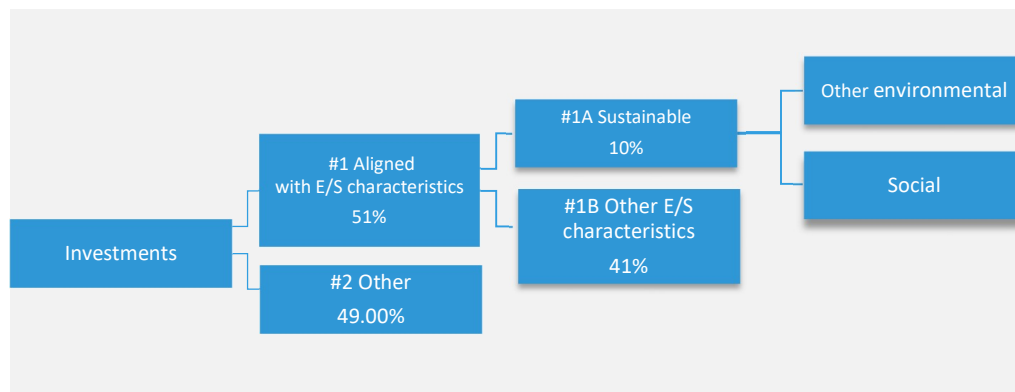 Investments
#1 Aligned
with E/S characteristics
51%
#2 Other
49.00%
#1A Sustainable
10%
#1B Other E/S
characteristics
41%
Other environmental
Social